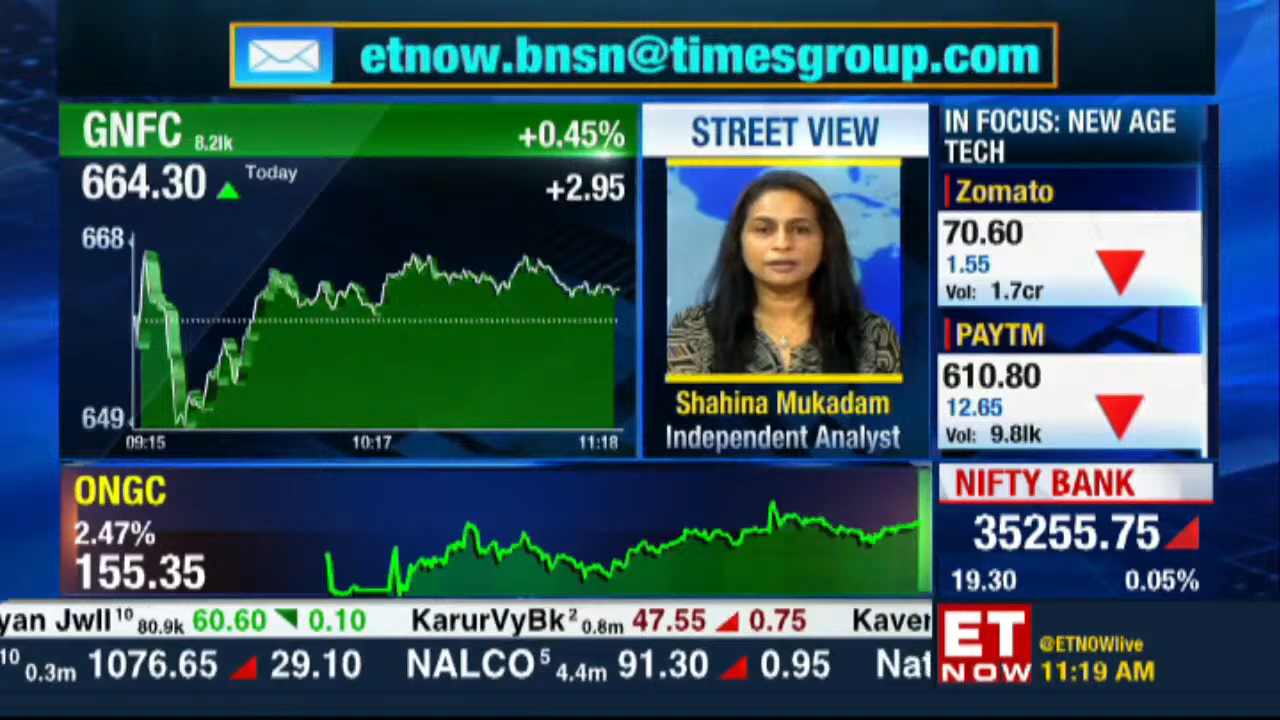 etnow.bnsn@timesgroup.com
GNFC 8.2lk +0.45%
664.30 Today +2.95
668
649
09:15 10:17 11:18
STREET VIEW
Shahina Mukadam
Independent Analyst
IN FOCUS: NEW AGE
TECH
Zomato
70.60
1.55
Vol: 1.7cr
PAYTM
610.80
12.65
Vol: 9.8lk
ONGC
2.47%
155.35
NIFTY BANK
35255.75
19.30 0.05%
yan Jwll 10 80.9k 60.60 0.10 KarurVyBk 2 0.8m 47.55 0.75 Kaver
10 0.3m 1076.65 29.10 NALCO 5 4.4m 91.30 0.95 Nat
ET
NOW
@ETNOWlive
11:19 AM